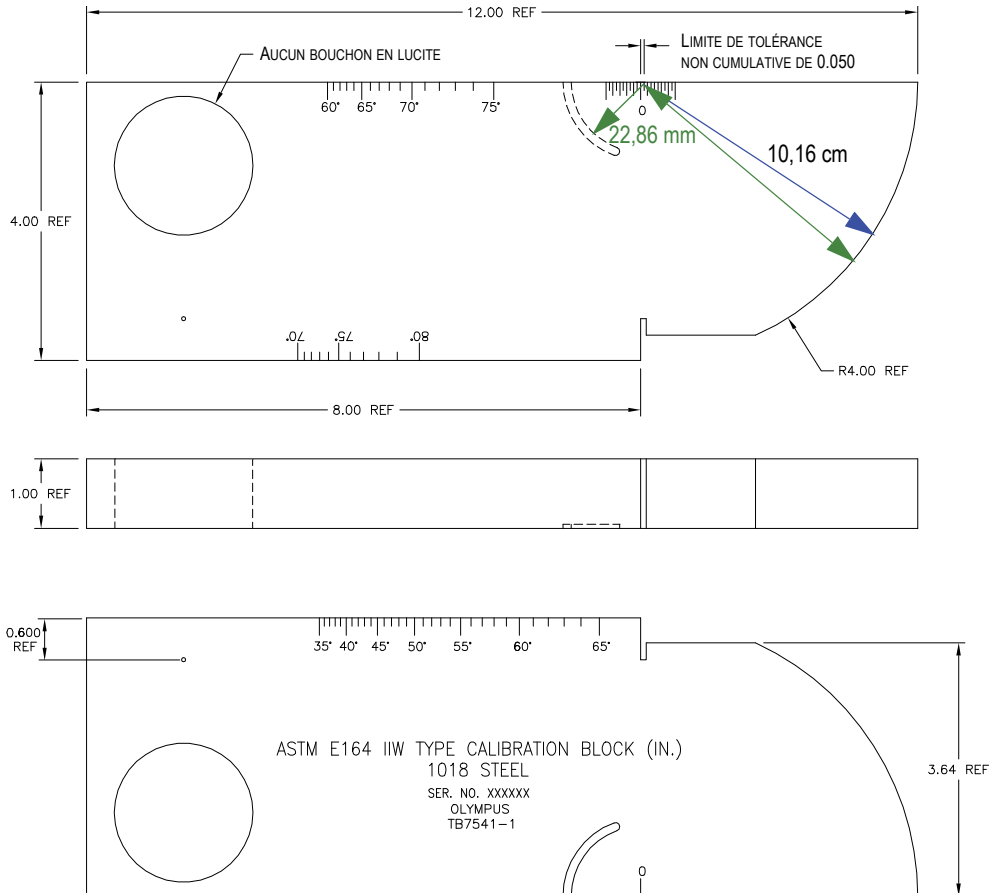 12.00 REF
AUCUN BOUCHON EN LUCITE
LIMITE DE TOLÉRANCE
NON CUMULATIVE DE 0.050
60° 65° 70° 75°
0
22,86 mm
10,16 cm
4.00 REF
70° 75° 80°
R4.00 REF
8.00 REF
1.00 REF
0.600
REF
35° 40° 45° 50° 55° 60° 65°
ASTM E164 IIW TYPE CALIBRATION BLOCK (IN.)
1018 STEEL
SER. NO. XXXXXX
OLYMPUS
TB7541-1
3.64 REF
0